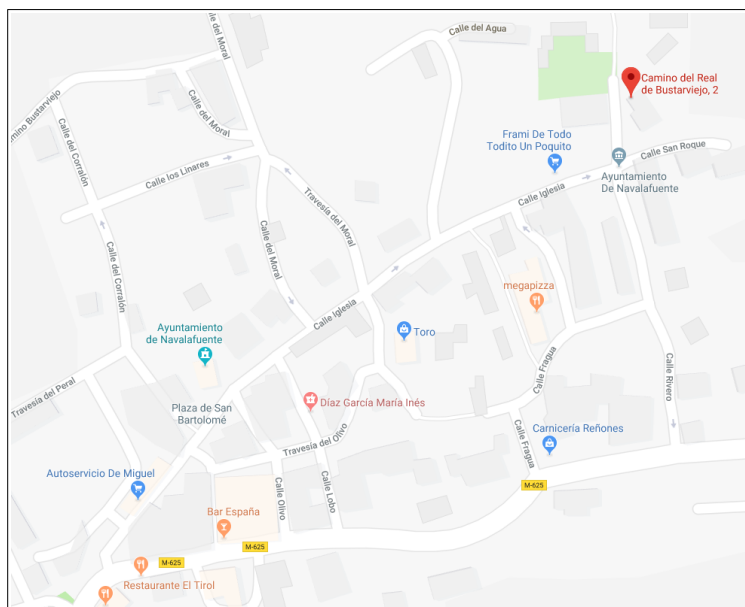 Calle del Agua
lle del Moral
Camino del Real
de Bustarviejo, 2
mino Bustarviejo
Calle del Moral
Frami De Todo
Todito Un Poquito
Calle del Corralón
Calle San Roque
Calle los Linares
Ayuntamiento
De Navalafuente
Calle Iglesia
Travesía del Moral
Calle del Moral
Calle del Corralón
megapizza
Calle Iglesia
Ayuntamiento
de Navalafuente
Toro
Calle Fragua
Calle Rivero
Travesía del Peral
Plaza de San
Bartolomé
Díaz García María Inés
Travesía del Olivo
Calle Fragua
Carnicería Reñones
Autoservicio De Miguel
Calle Olivo
Calle Lobo
M-625
Bar España
M-625
M-625
Restaurante El Tirol